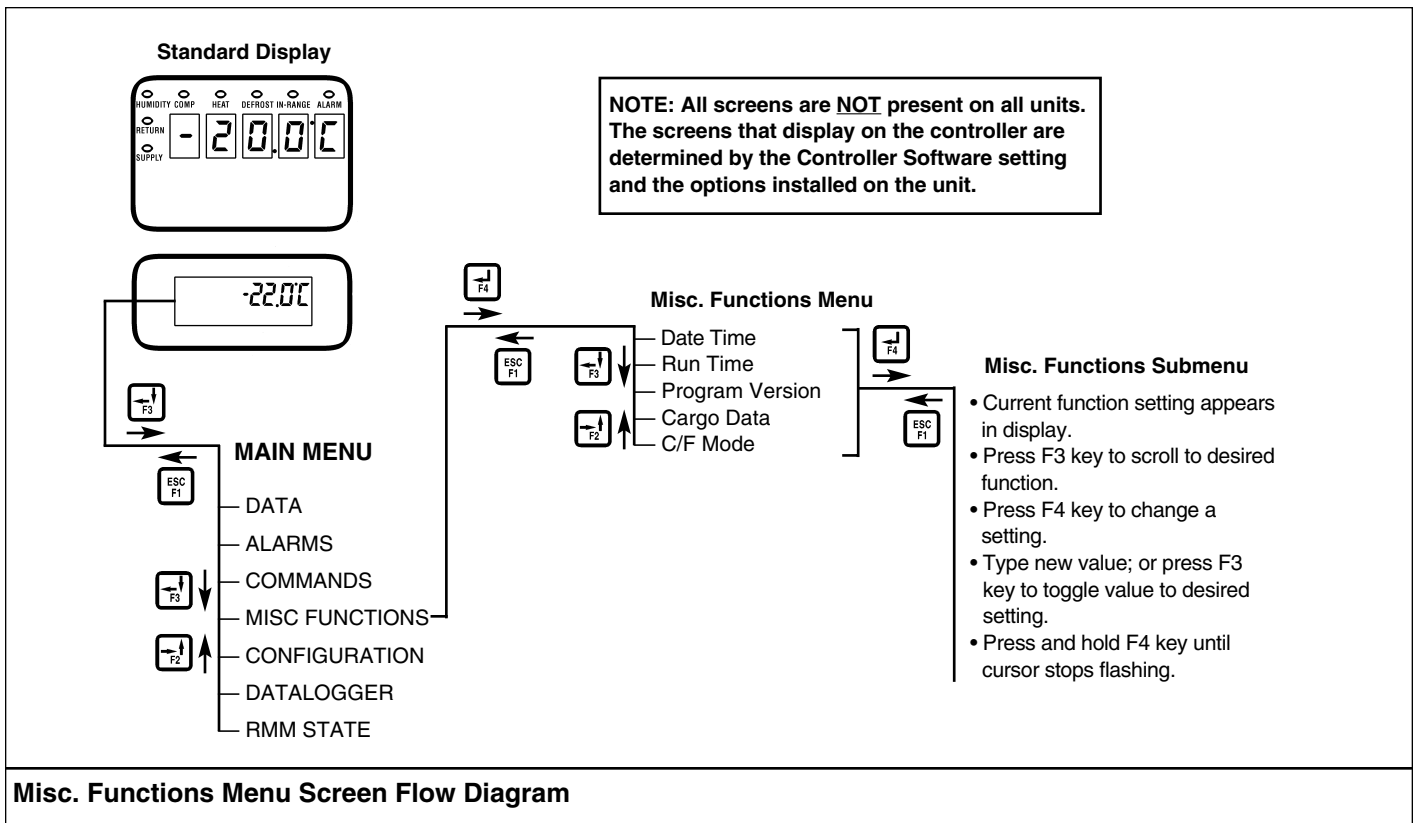 Standard Display
HUMIDITY COMP HEAT DEFROST IN-RANGE ALARM
RETURN
SUPPLY
-20.0°C
NOTE: All screens are NOT present on all units.
The screens that display on the controller are
determined by the Controller Software setting
and the options installed on the unit.
-22.0°C
F3
ESC
F1
MAIN MENU
DATA
ALARMS
COMMANDS
MISC FUNCTIONS
CONFIGURATION
DATALOGGER
RMM STATE
F3
F2
F4
ESC
F1
Misc. Functions Menu
Date Time
Run Time
Program Version
Cargo Data
C/F Mode
F3
F2
F4
ESC
F1
Misc. Functions Submenu
• Current function setting appears
in display.
• Press F3 key to scroll to desired
function.
• Press F4 key to change a
setting.
• Type new value; or press F3
key to toggle value to desired
setting.
• Press and hold F4 key until
cursor stops flashing.
Misc. Functions Menu Screen Flow Diagram